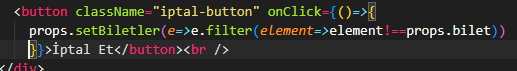 <button className="iptal-button" onClick={()=>{
props.setBiletler(e=>e.filter(element=>element!==props.bilet))
}}>İptal Et</button><br />
</div>